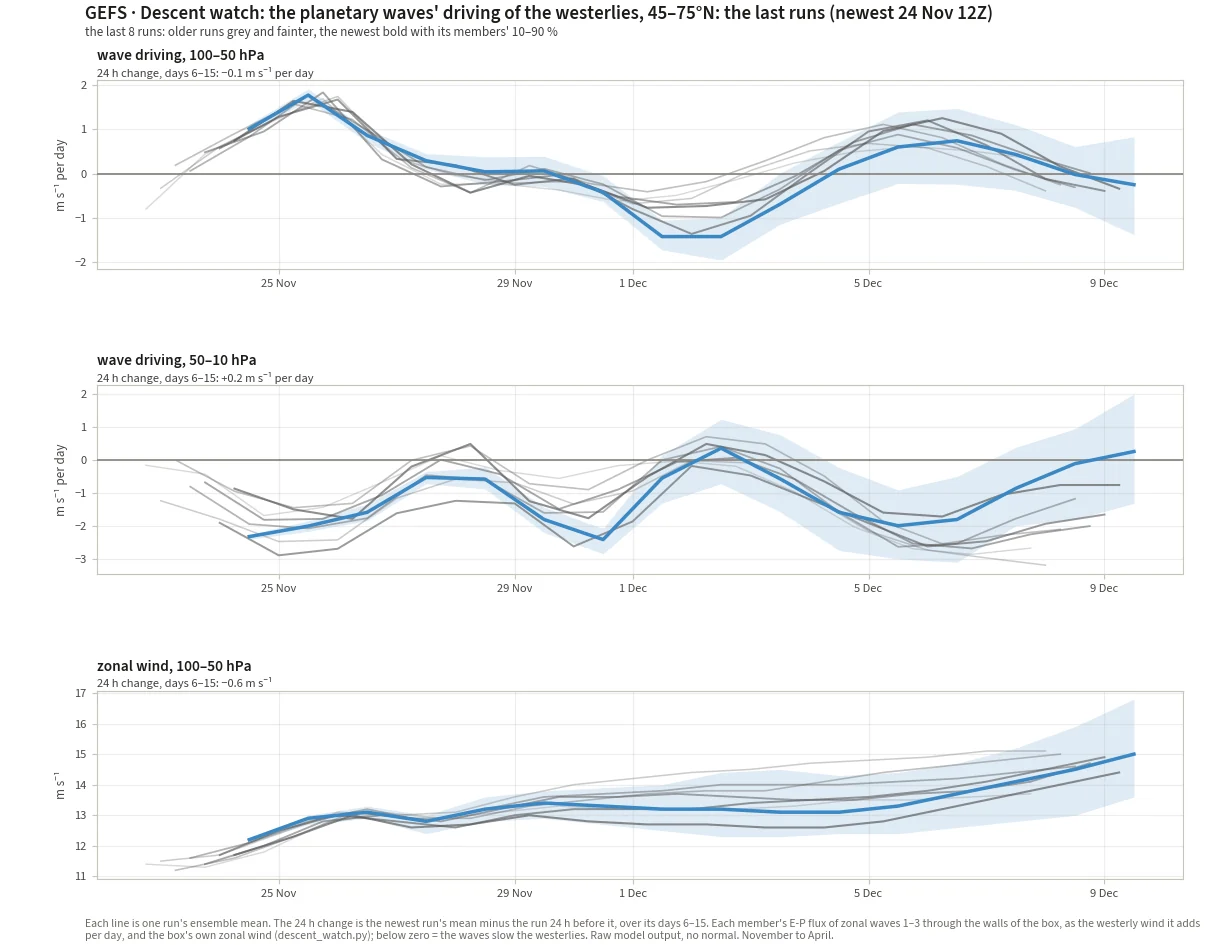 GEFS · Descent watch: the planetary waves' driving of the westerlies, 45–75°N: the last runs (newest 24 Nov 12Z)
the last 8 runs: older runs grey and fainter, the newest bold with its members' 10–90 %
wave driving, 100–50 hPa
24 h change, days 6–15: −0.1 m s⁻¹ per day
2
1
0
−1
−2
m s⁻¹ per day
25 Nov
29 Nov
1 Dec
5 Dec
9 Dec
wave driving, 50–10 hPa
24 h change, days 6–15: +0.2 m s⁻¹ per day
2
1
0
−1
−2
−3
m s⁻¹ per day
25 Nov
29 Nov
1 Dec
5 Dec
9 Dec
zonal wind, 100–50 hPa
24 h change, days 6–15: −0.6 m s⁻¹
17
16
15
14
13
12
11
m s⁻¹
25 Nov
29 Nov
1 Dec
5 Dec
9 Dec
Each line is one run's ensemble mean. The 24 h change is the newest run's mean minus the run 24 h before it, over its days 6–15. Each member's E-P flux of zonal waves 1–3 through the walls of the box, as the westerly wind it adds
per day, and the box's own zonal wind (descent_watch.py); below zero = the waves slow the westerlies. Raw model output, no normal. November to April.